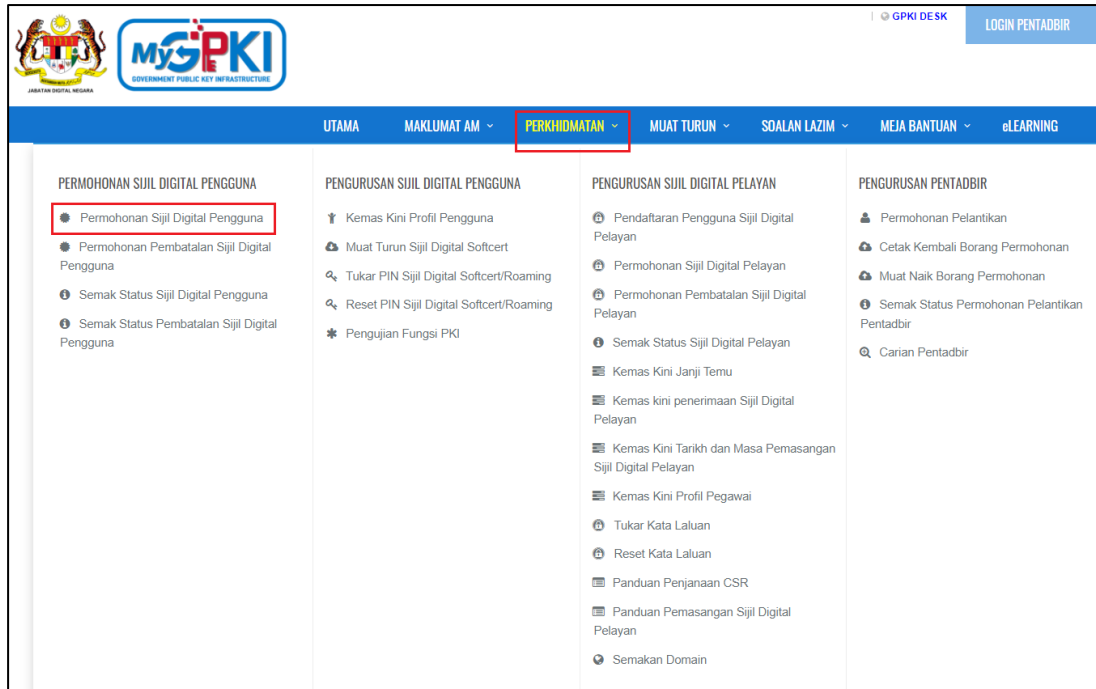 GPKI DESK
LOGIN PENTADBIR
JABATAN DIGITAL NEGARA
MyGPKI
GOVERNMENT PUBLIC KEY INFRASTRUCTURE
UTAMA
MAKLUMAT AM
PERKHIDMATAN
MUAT TURUN
SOALAN LAZIM
MEJA BANTUAN
eLEARNING
PERMOHONAN SIJIL DIGITAL PENGGUNA
Permohonan Sijil Digital Pengguna
Permohonan Pembatalan Sijil Digital
Pengguna
Semak Status Sijil Digital Pengguna
Semak Status Pembatalan Sijil Digital
Pengguna
PENGURUSAN SIJIL DIGITAL PENGGUNA
Kemas Kini Profil Pengguna
Muat Turun Sijil Digital Softcert
Tukar PIN Sijil Digital Softcert/Roaming
Reset PIN Sijil Digital Softcert/Roaming
Pengujian Fungsi PKI
PENGURUSAN SIJIL DIGITAL PELAYAN
Pendaftaran Pengguna Sijil Digital
Pelayan
Permohonan Sijil Digital Pelayan
Permohonan Pembatalan Sijil Digital
Pelayan
Semak Status Sijil Digital Pelayan
Kemas Kini Janji Temu
Kemas kini penerimaan Sijil Digital
Pelayan
Kemas Kini Tarikh dan Masa Pemasangan
Sijil Digital Pelayan
Kemas Kini Profil Pegawai
Tukar Kata Laluan
Reset Kata Laluan
Panduan Penjanaan CSR
Panduan Pemasangan Sijil Digital
Pelayan
Semakan Domain
PENGURUSAN PENTADBIR
Permohonan Pelantikan
Cetak Kembali Borang Permohonan
Muat Naik Borang Permohonan
Semak Status Permohonan Pelantikan
Pentadbir
Carian Pentadbir